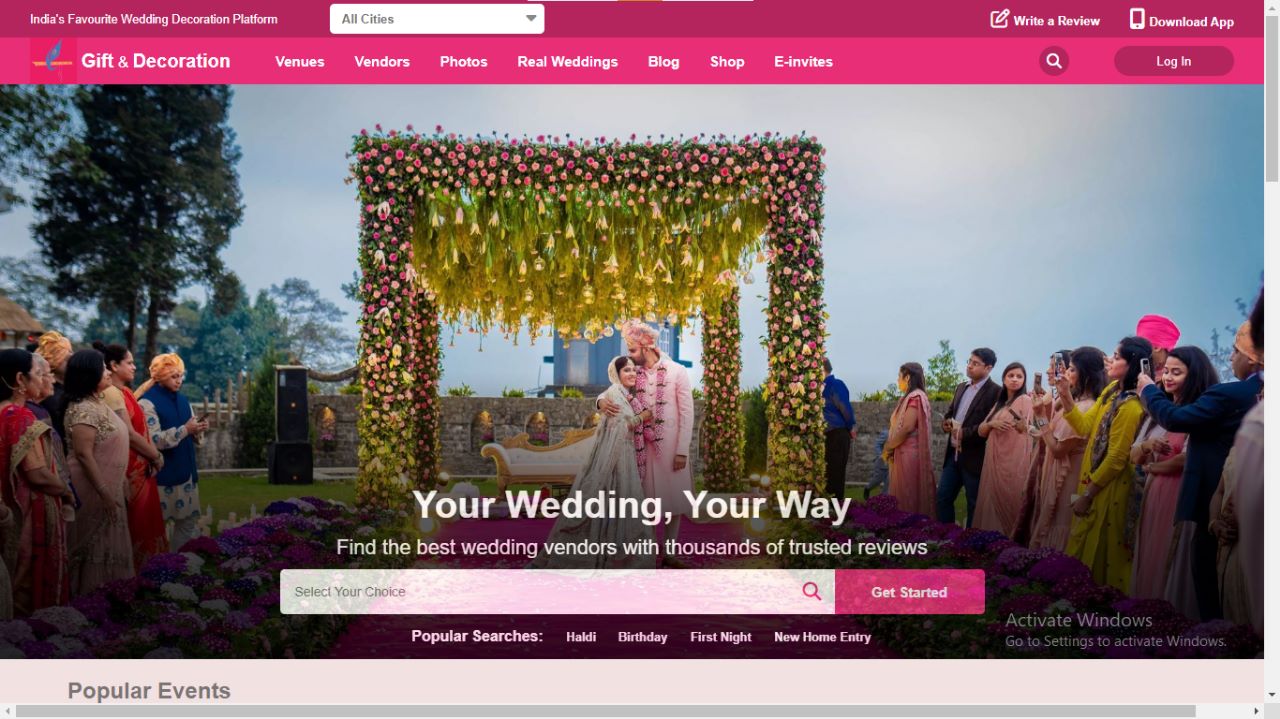 India's Favourite Wedding Decoration Platform
All Cities
Write a Review
Download App
Gift & Decoration
Venues
Vendors
Photos
Real Weddings
Blog
Shop
E-invites
Log In
Your Wedding, Your Way
Find the best wedding vendors with thousands of trusted reviews
Select Your Choice
Get Started
Popular Searches: Haldi Birthday First Night New Home Entry
Activate Windows
Go to Settings to activate Windows.
Popular Events